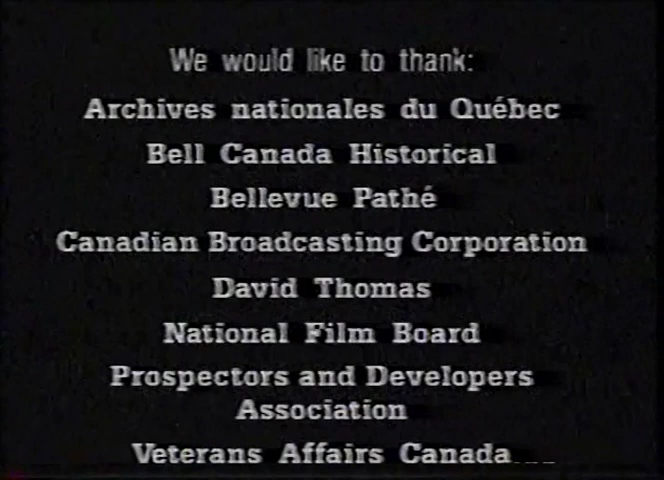 We would like to thank:
Archives nationales du Québec
Bell Canada Historical
Bellevue Pathé
Canadian Broadcasting Corporation
David Thomas
National Film Board
Prospectors and Developers
Association
Veterans Affairs Canada